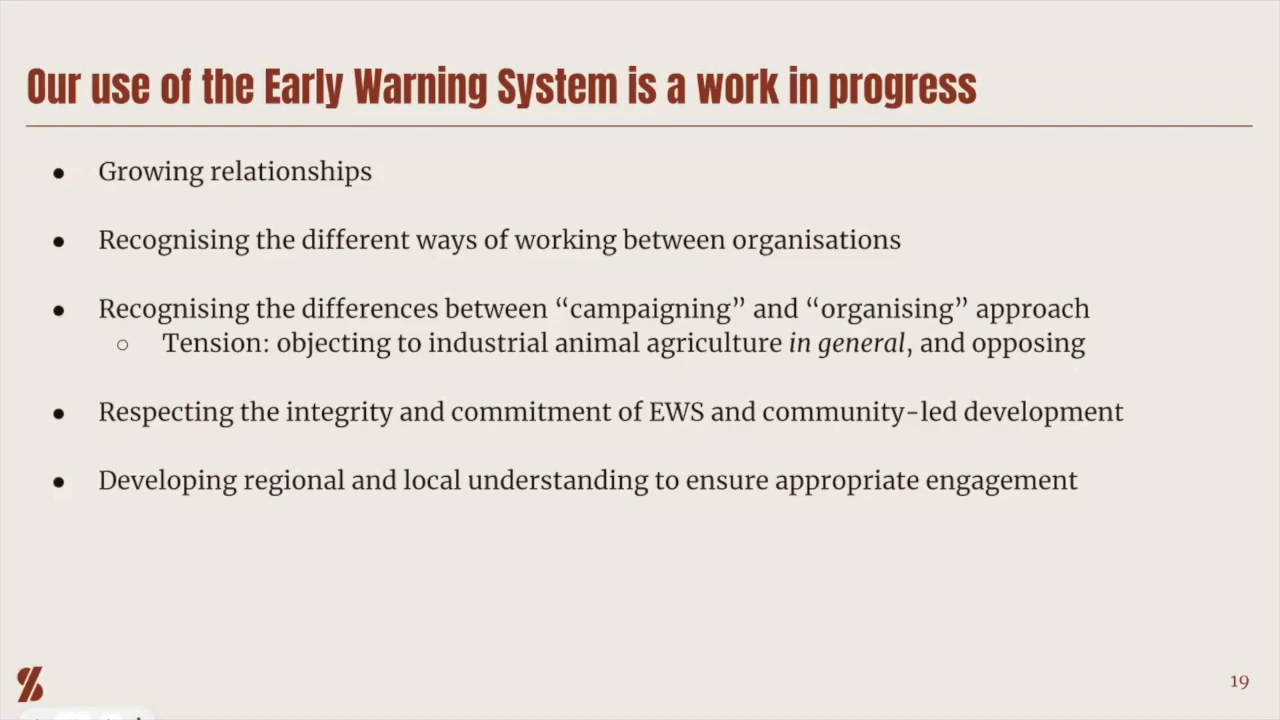 Our use of the Early Warning System is a work in progress
● Growing relationships
● Recognising the different ways of working between organisations
● Recognising the differences between “campaigning” and “organising” approach
○ Tension: objecting to industrial animal agriculture in general, and opposing
● Respecting the integrity and commitment of EWS and community-led development
● Developing regional and local understanding to ensure appropriate engagement
19